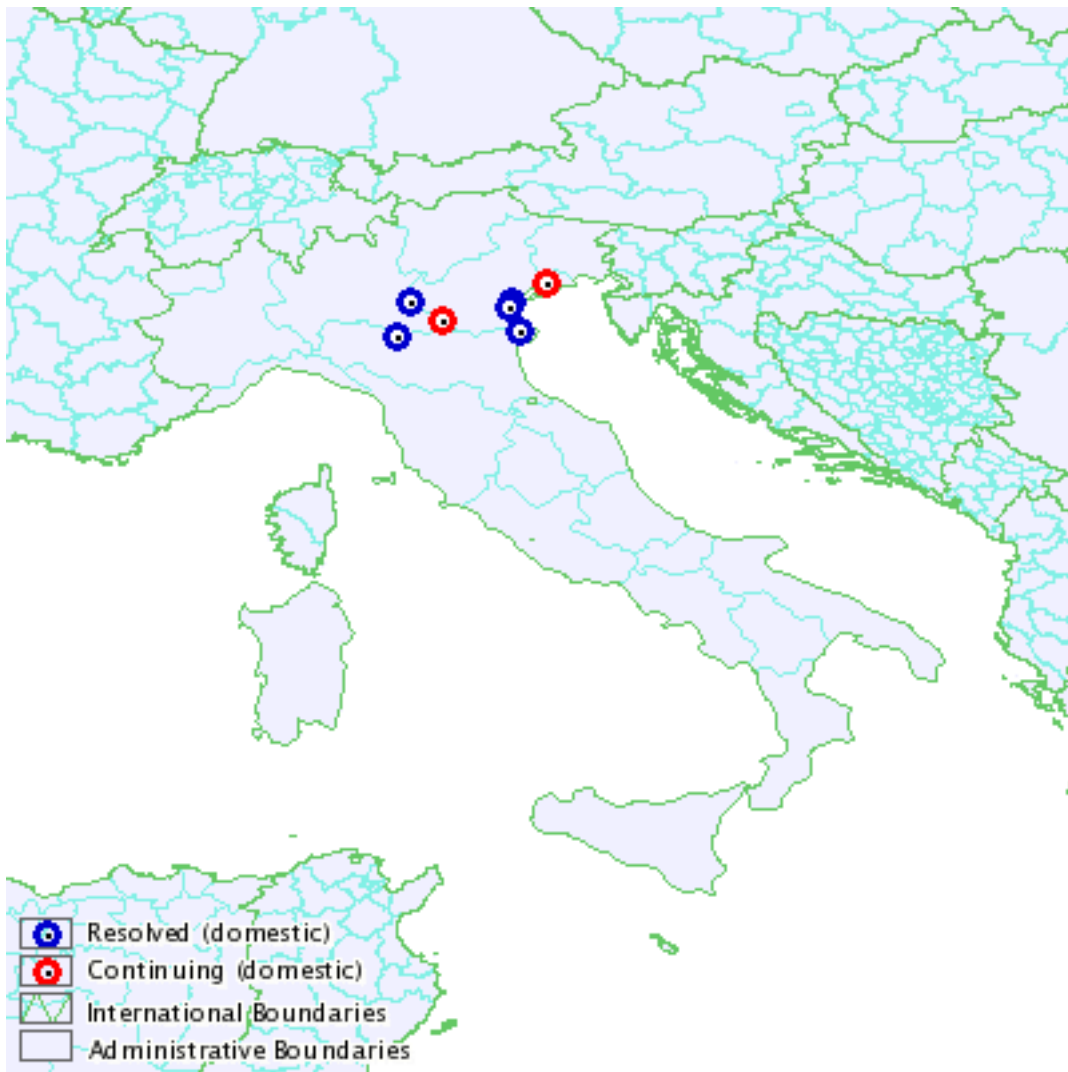 Resolved (domestic)
Continuing (domestic)
International Boundaries
Administrative Boundaries